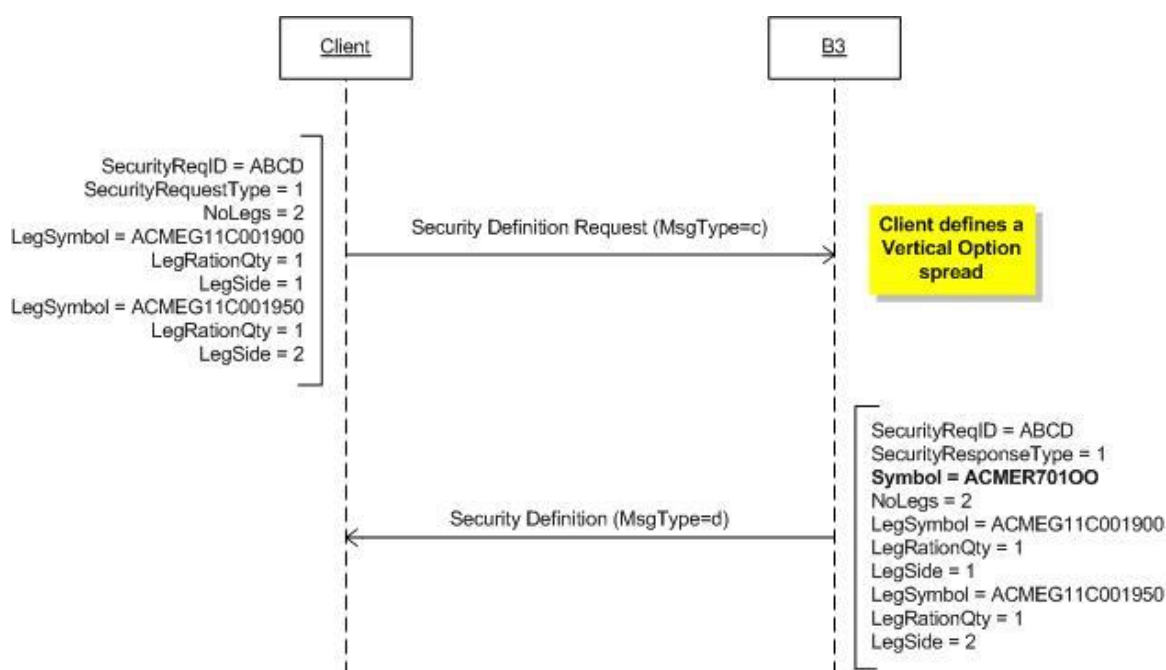 Client
B3
SecurityReqID = ABCD
SecurityRequestType = 1
NoLegs = 2
LegSymbol = ACMEG11C001900
LegRationQty = 1
LegSide = 1
LegSymbol = ACMEG11C001950
LegRationQty = 1
LegSide = 2
Security Definition Request (MsgType=c)
Client defines a
Vertical Option
spread
Security Definition (MsgType=d)
SecurityReqID = ABCD
SecurityResponseType = 1
Symbol = ACMER701OO
NoLegs = 2
LegSymbol = ACMEG11C001900
LegRationQty = 1
LegSide = 1
LegSymbol = ACMEG11C001950
LegRationQty = 1
LegSide = 2